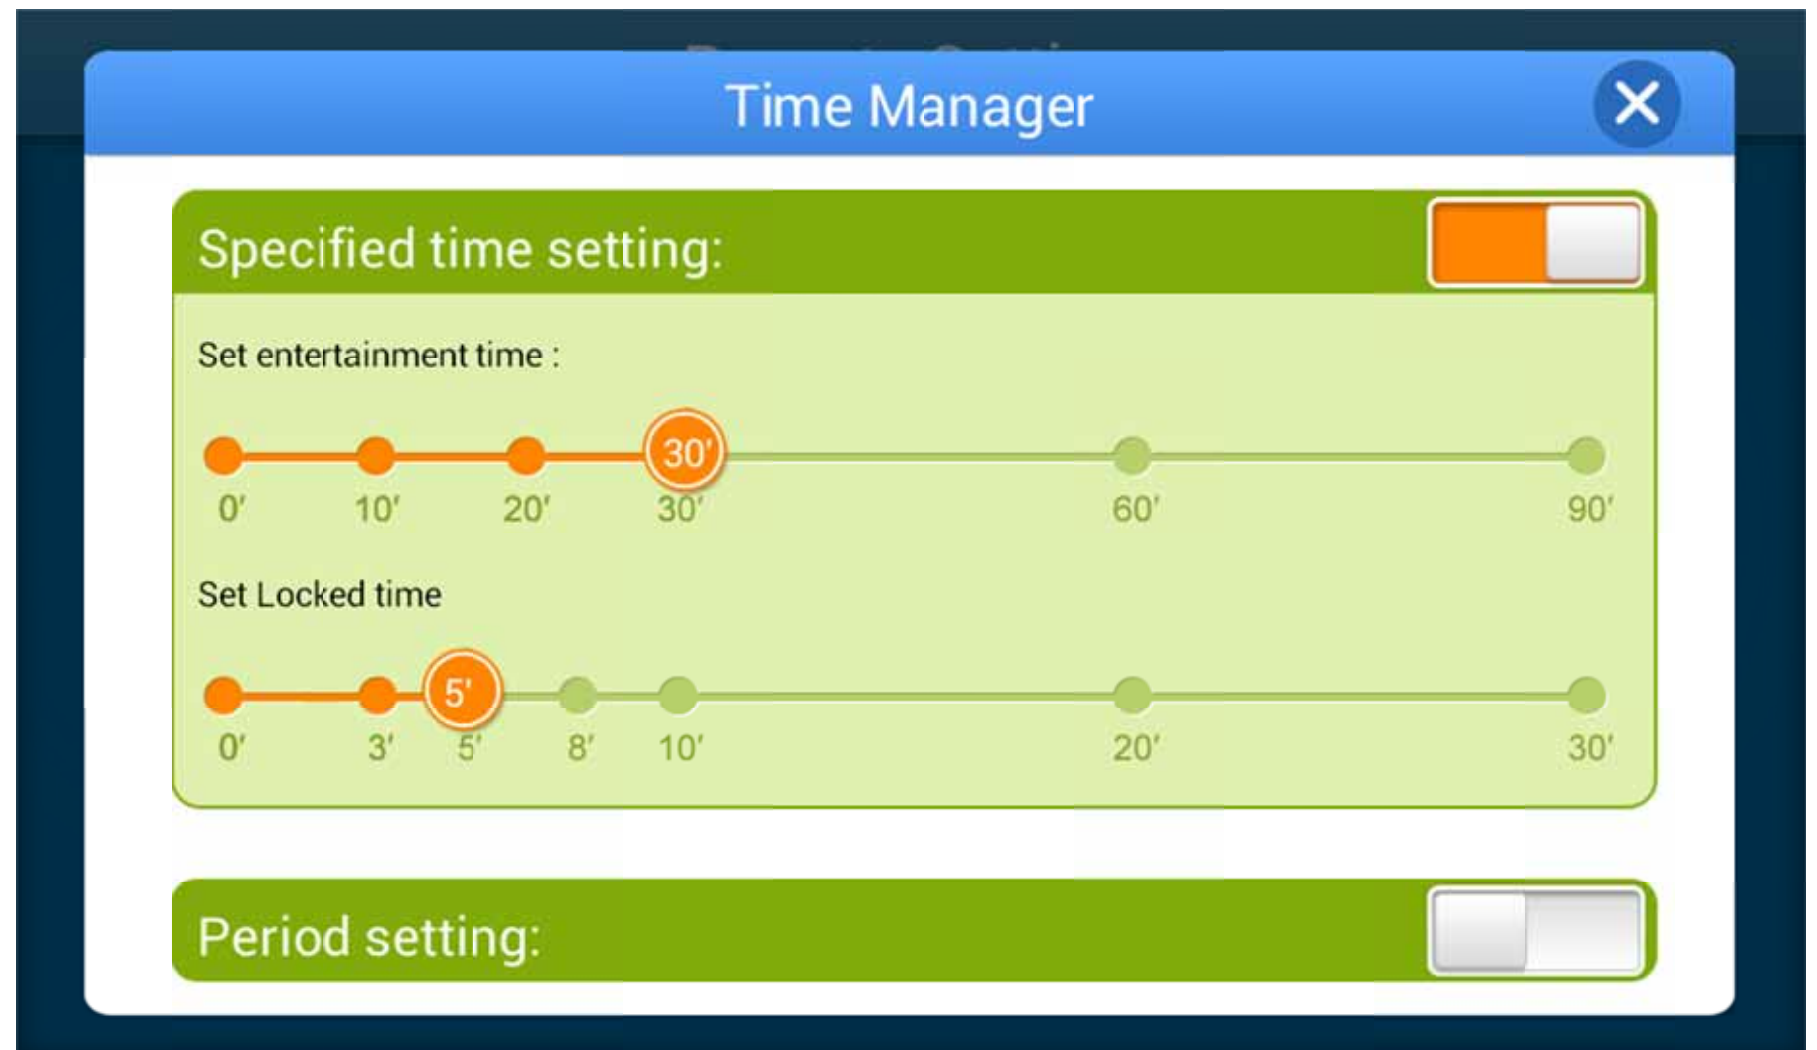 Time Manager
Specified time setting:
Set entertainment time :
30'
0' 10' 20' 30' 60' 90'
Set Locked time
5'
0' 3' 5' 8' 10' 20' 30'
Period setting: